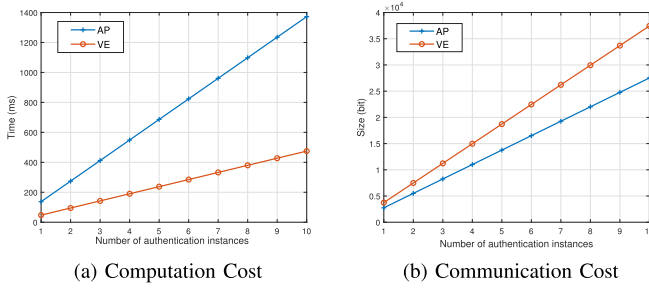 1400
1200
1000
800
600
400
200
0
Time (ms)
AP
VE
1 2 3 4 5 6 7 8 9 10
Number of authentication instances
(a) Computation Cost
×10⁴
4
3.5
3
2.5
2
1.5
1
0.5
0
Size (bit)
AP
VE
1 2 3 4 5 6 7 8 9 1
Number of authentication instances
(b) Communication Cost